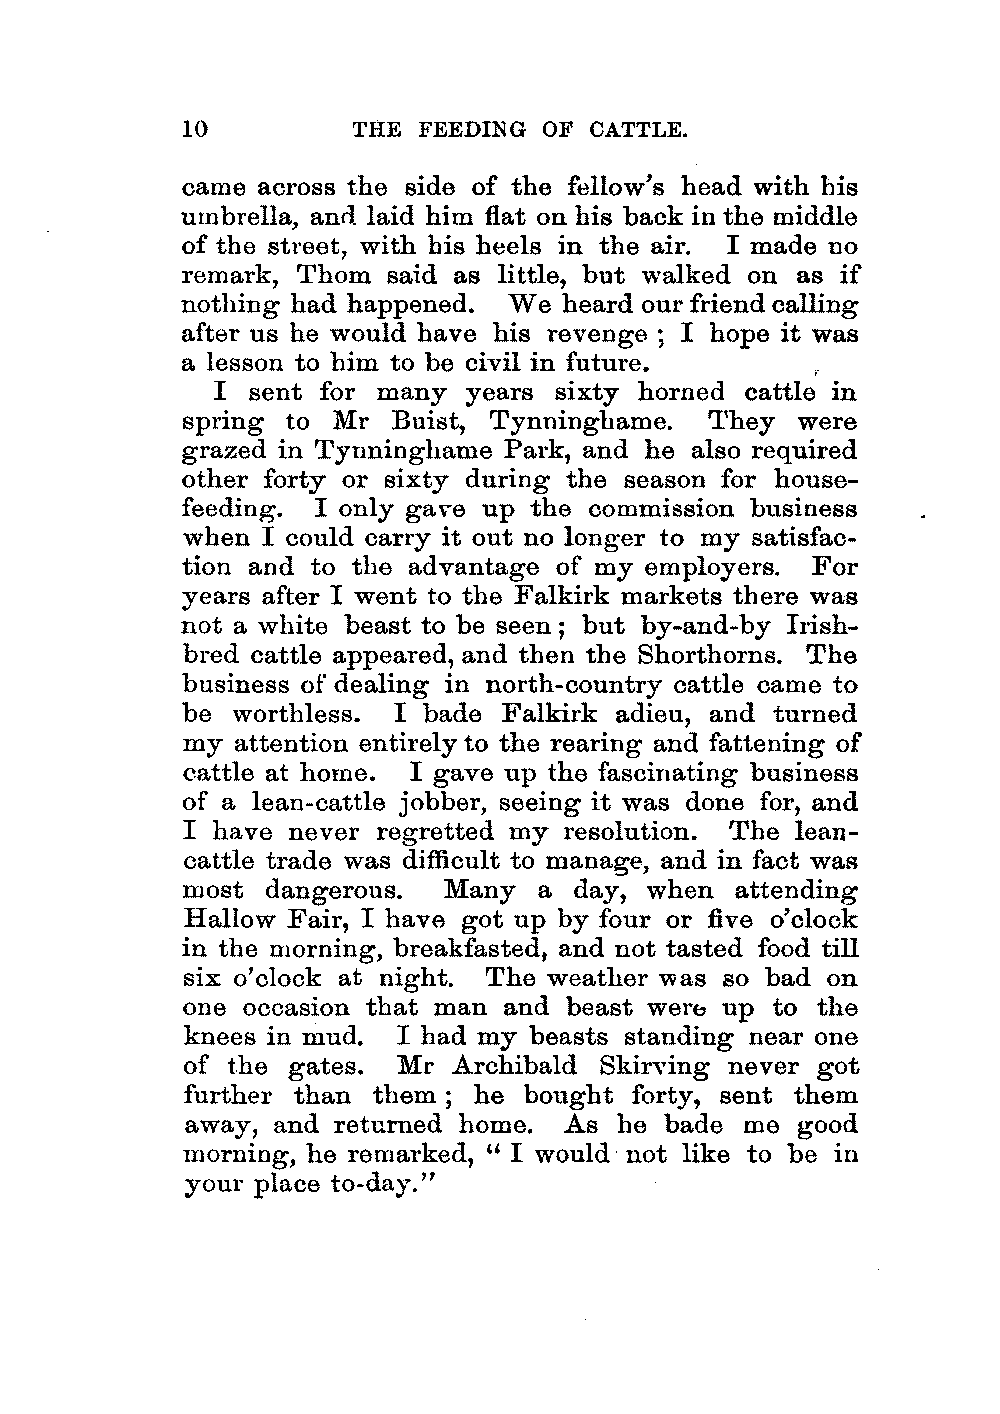 10 THE FEEDING OF CATTLE.
came across the side of the fellow's head with his
umbrella, and laid him flat on his back in the middle
of the street, with his heels in the air. I made no
remark, Thom said as little, but walked on as if
nothing had happened. We heard our friend calling
after us he would have his revenge ; I hope it was
a lesson to him to be civil in future.
I sent for many years sixty horned cattle in
spring to Mr Buist, Tynninghame. They were
grazed in Tynninghame Park, and he also required
other forty or sixty during the season for house-
feeding. I only gave up the commission business
when I could carry it out no longer to my satisfac-
tion and to the advantage of my employers. For
years after I went to the Falkirk markets there was
not a white beast to be seen ; but by-and-by Irish-
bred cattle appeared, and then the Shorthorns. The
business of dealing in north-country cattle came to
be worthless. I bade Falkirk adieu, and turned
my attention entirely to the rearing and fattening of
cattle at home. I gave up the fascinating business
of a lean-cattle jobber, seeing it was done for, and
I have never regretted my resolution. The lean-
cattle trade was difficult to manage, and in fact was
most dangerous. Many a day, when attending
Hallow Fair, I have got up by four or five o'clock
in the morning, breakfasted, and not tasted food till
six o'clock at night. The weather was so bad on
one occasion that man and beast were up to the
knees in mud. I had my beasts standing near one
of the gates. Mr Archibald Skirving never got
further than them ; he bought forty, sent them
away, and returned home. As he bade me good
morning, he remarked, "I would not like to be in
your place to-day."